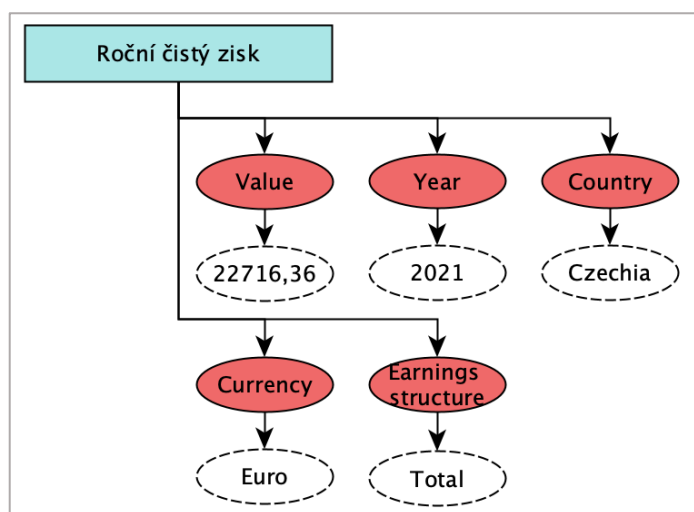 Roční čistý zisk
Value
Year
Country
22716,36
2021
Czechia
Currency
Earnings
structure
Euro
Total